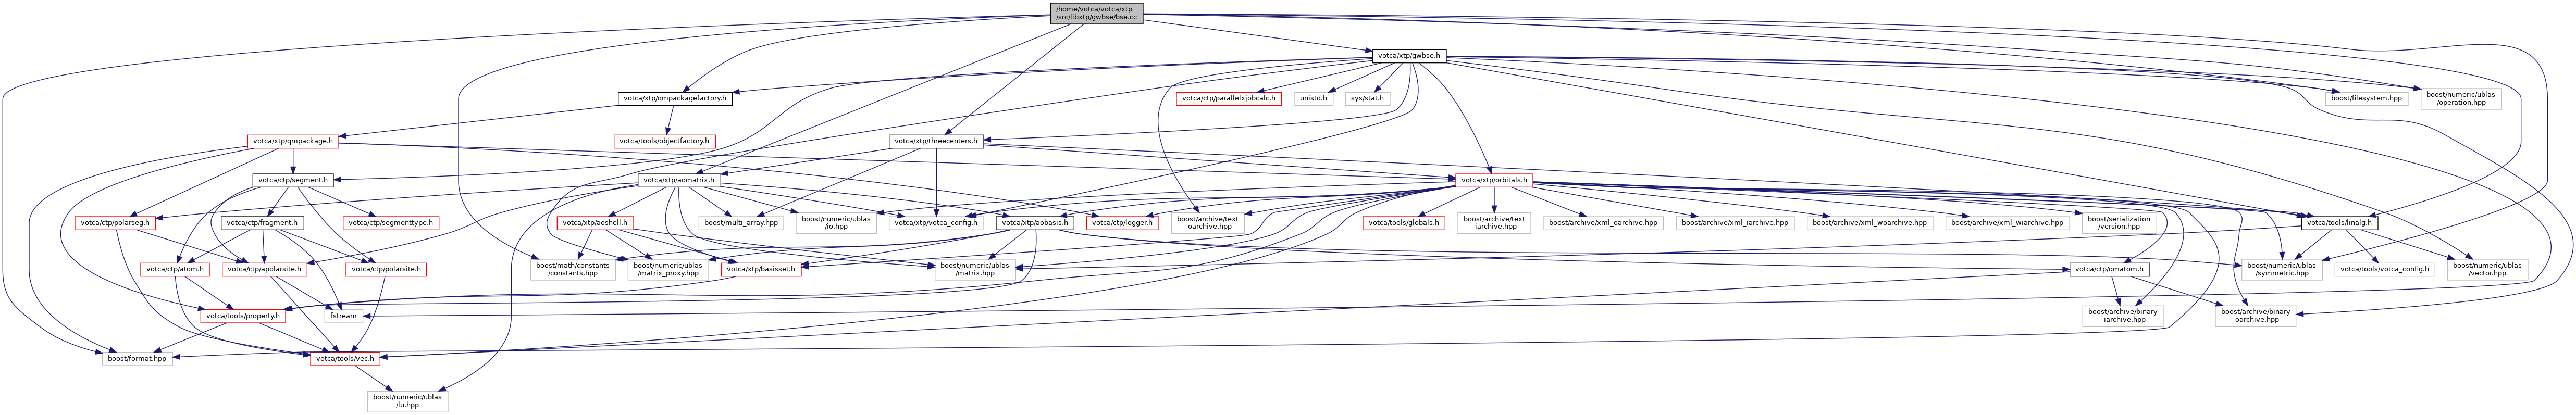 /home/votca/votca/xtp
/src/libxtp/gwbse/bse.cc
votca/xtp/gwbse.h
votca/xtp/qmpackagefactory.h
votca/ctp/parallelxjobcalc.h
unistd.h
sys/stat.h
boost/filesystem.hpp
boost/numeric/ublas
/operation.hpp
votca/xtp/qmpackage.h
votca/tools/objectfactory.h
votca/xtp/threecenters.h
votca/ctp/segment.h
votca/xtp/aomatrix.h
votca/xtp/orbitals.h
votca/ctp/polarseg.h
votca/ctp/fragment.h
votca/ctp/segmenttype.h
votca/xtp/aoshell.h
boost/multi_array.hpp
boost/numeric/ublas
/io.hpp
votca/xtp/votca_config.h
votca/xtp/aobasis.h
votca/ctp/logger.h
boost/archive/text
_oarchive.hpp
votca/tools/globals.h
boost/archive/text
_iarchive.hpp
boost/archive/xml_oarchive.hpp
boost/archive/xml_iarchive.hpp
boost/archive/xml_woarchive.hpp
boost/archive/xml_wiarchive.hpp
boost/serialization
/version.hpp
votca/tools/linalg.h
votca/ctp/atom.h
votca/ctp/apolarsite.h
votca/ctp/polarsite.h
boost/math/constants
/constants.hpp
boost/numeric/ublas
/matrix_proxy.hpp
votca/xtp/basisset.h
boost/numeric/ublas
/matrix.hpp
votca/ctp/qmatom.h
boost/numeric/ublas
/symmetric.hpp
votca/tools/votca_config.h
boost/numeric/ublas
/vector.hpp
votca/tools/property.h
fstream
boost/archive/binary
_iarchive.hpp
boost/archive/binary
_oarchive.hpp
boost/format.hpp
votca/tools/vec.h
boost/numeric/ublas
/lu.hpp